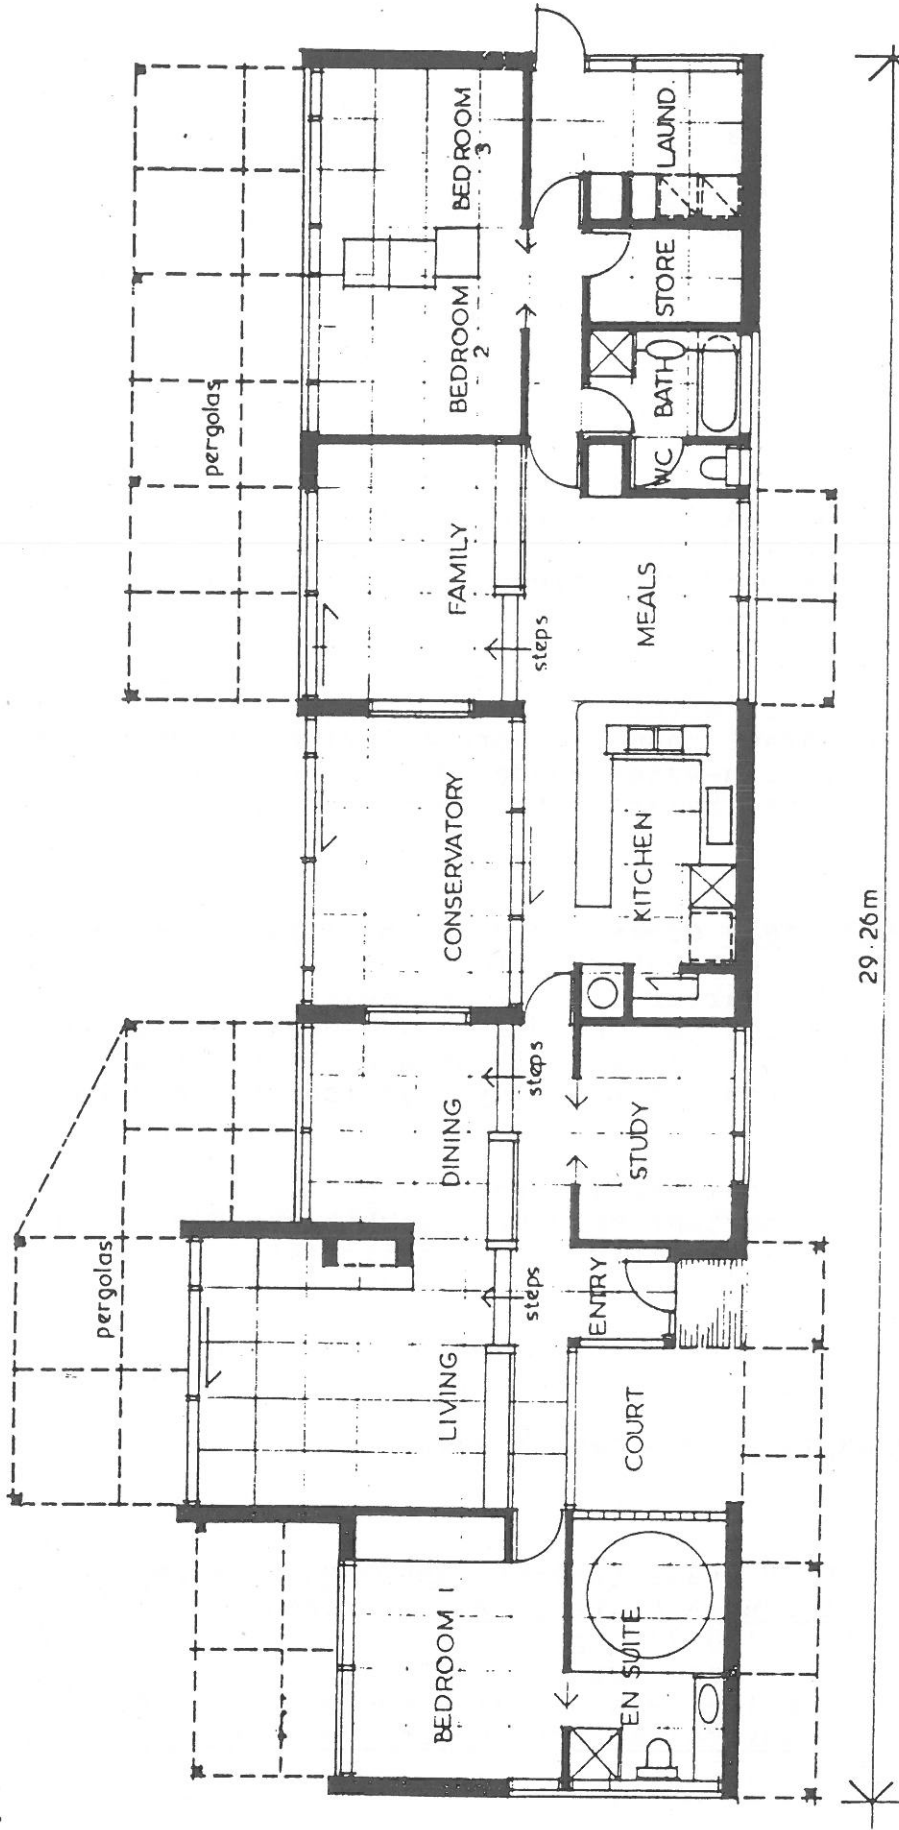 pergolas
pergolas
BEDROOM 1
LIVING
DINING
CONSERVATORY
FAMILY
BEDROOM
2
BEDROOM
3
steps
steps
steps
EN SUITE
COURT
ENTRY
STUDY
KITCHEN
MEALS
WC
BATH
STORE
LAUND.
29.26m